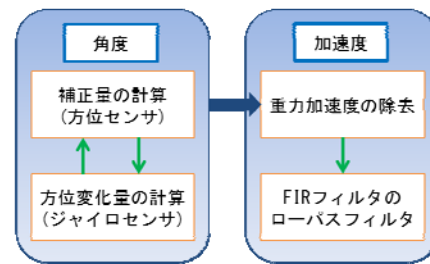 角度
補正量の計算
(方位センサ)
方位変化量の計算
(ジャイロセンサ)
加速度
重力加速度の除去
FIRフィルタの
ローパスフィルタ